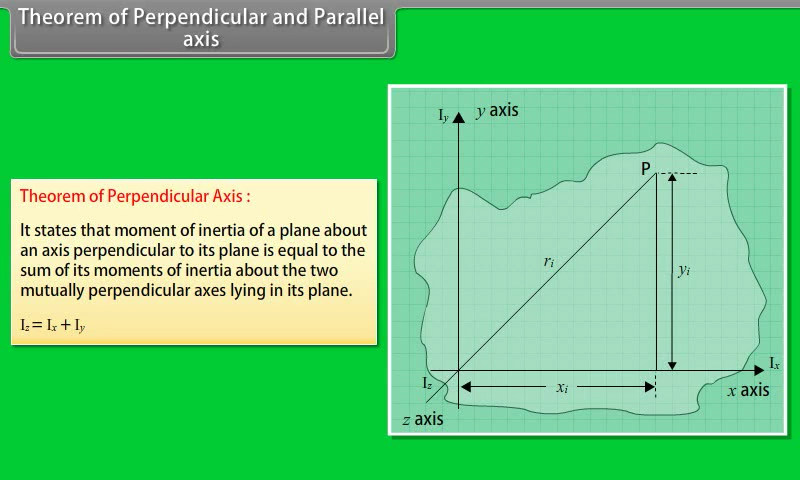 Theorem of Perpendicular and Parallel
axis
Theorem of Perpendicular Axis :
It states that moment of inertia of a plane about
an axis perpendicular to its plane is equal to the
sum of its moments of inertia about the two
mutually perpendicular axes lying in its plane.
Iz = Ix + Iy
Iy y axis
P
ri
yi
Ix
Iz
xi
x axis
z axis